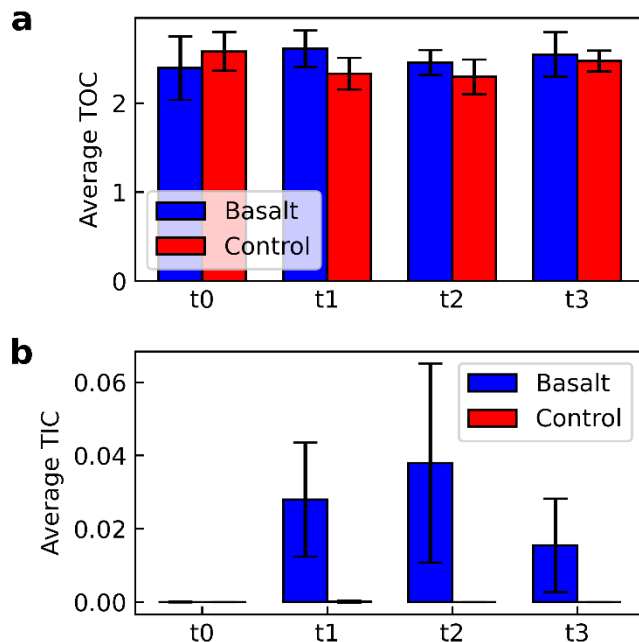 a
Average TOC
2
1
0
Basalt
Control
t0 t1 t2 t3
b
Average TIC
0.06
0.04
0.02
0.00
Basalt
Control
t0 t1 t2 t3